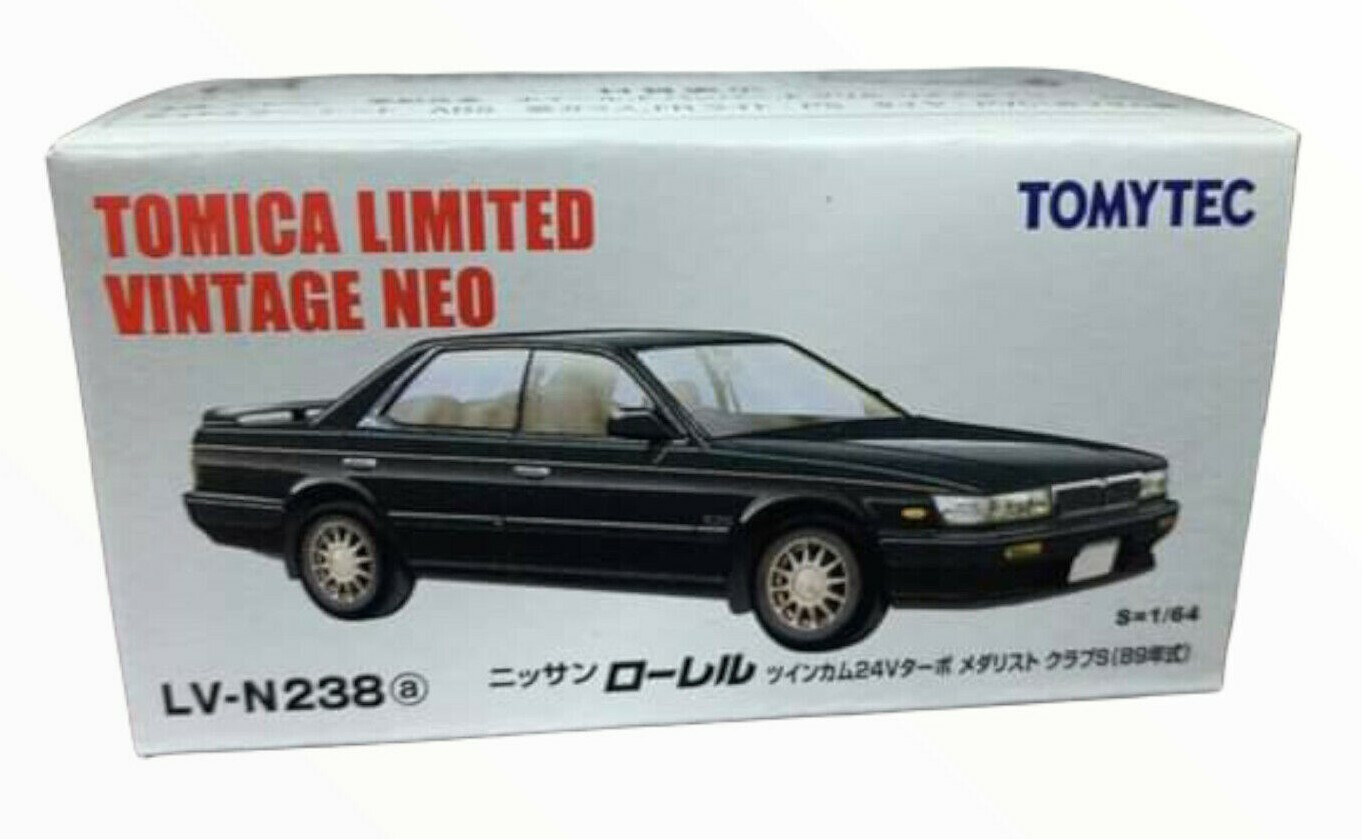 TOMICA LIMITED
VINTAGE NEO
TOMYTEC
S=1/64
LV-N238ⓐ
ニッサン ローレル ツインカム24Vターボ メダリスト クラブS(89年式)